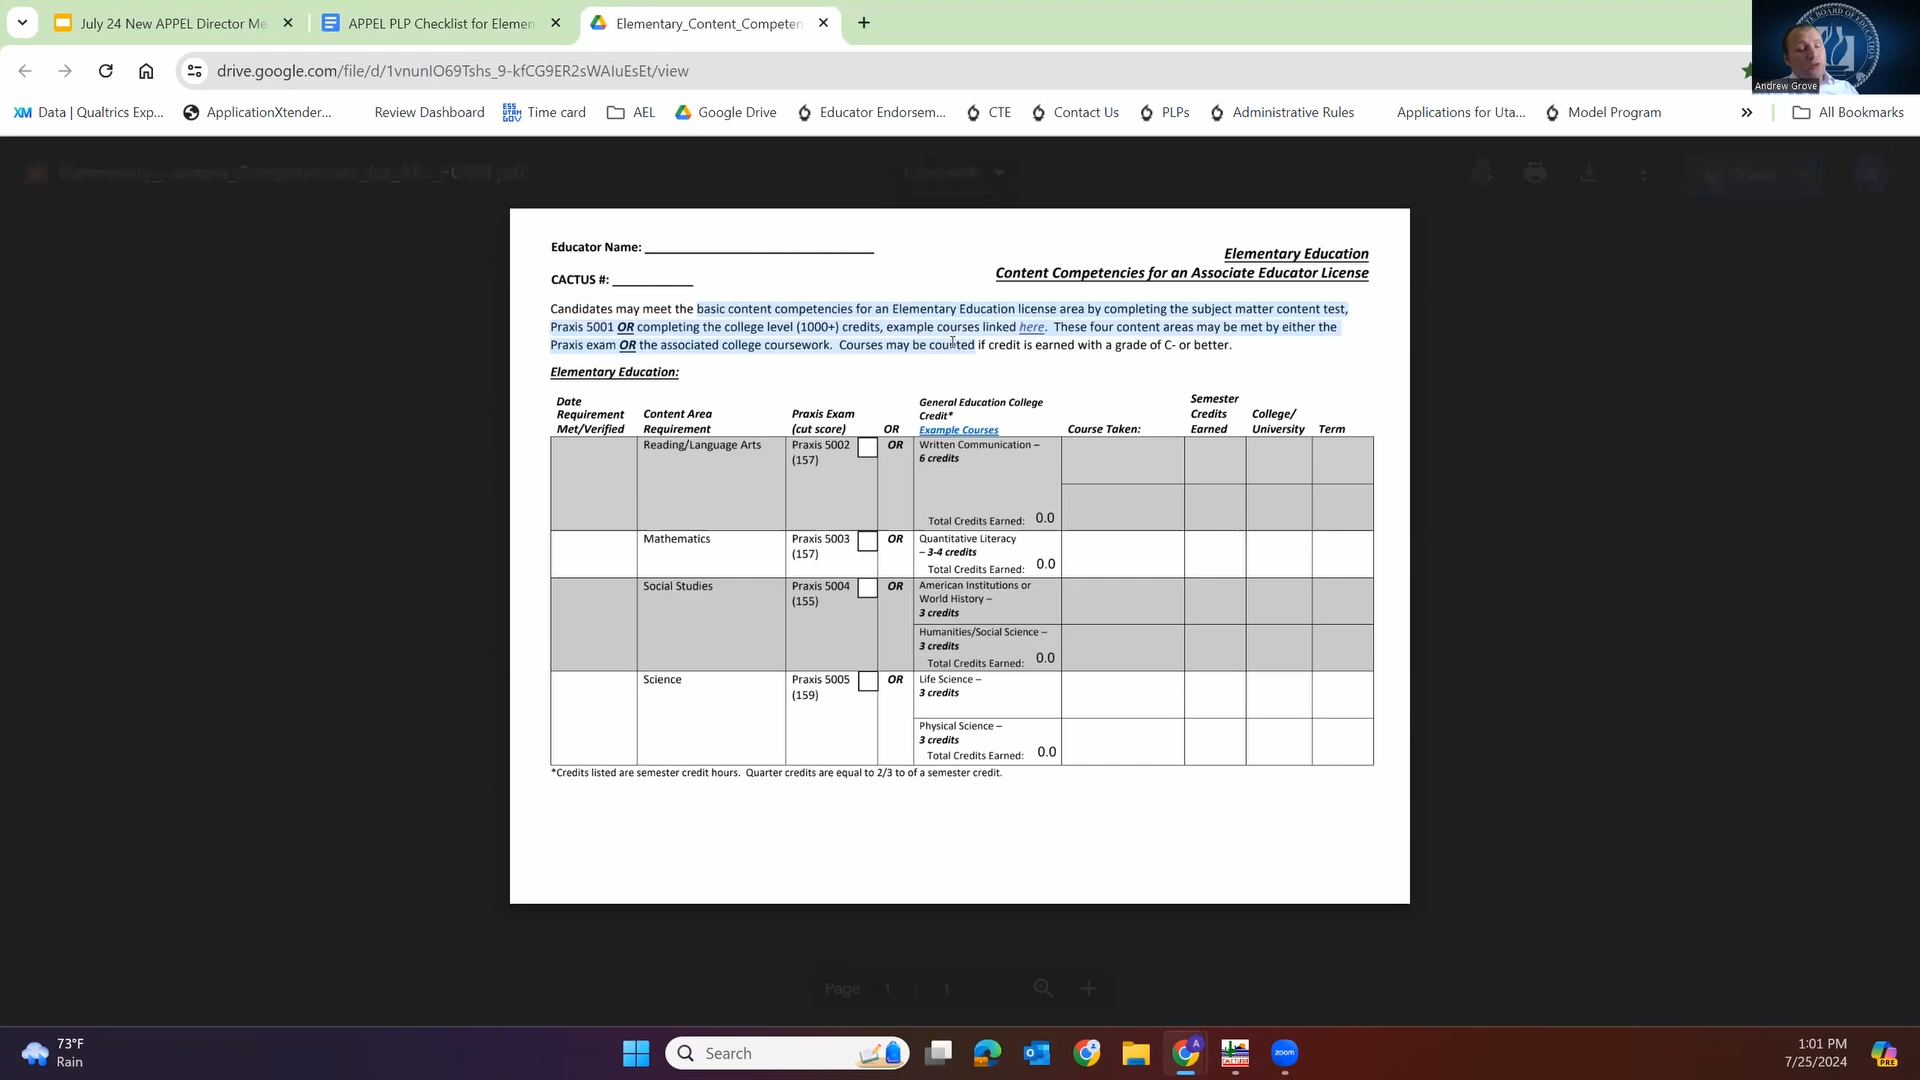 July 24 New APPEL Director Me
APPEL PLP Checklist for Elemen
Elementary_Content_Competen
drive.google.com/file/d/1vnunIO69Tshs_9-kfCG9ER2sWAIuEsEt/view
Andrew Grove
XM Data | Qualtrics Exp...
ApplicationXtender...
Review Dashboard
Time card
AEL
Google Drive
Educator Endorsem...
CTE
Contact Us
PLPs
Administrative Rules
Applications for Uta...
Model Program
All Bookmarks
Educator Name: ______________________________
CACTUS #: ___________
Elementary Education
Content Competencies for an Associate Educator License
Candidates may meet the basic content competencies for an Elementary Education license area by completing the subject matter content test,
Praxis 5001 OR completing the college level (1000+) credits, example courses linked here. These four content areas may be met by either the
Praxis exam OR the associated college coursework. Courses may be counted if credit is earned with a grade of C- or better.
Elementary Education:
Date Requirement Met/Verified
Content Area Requirement
Praxis Exam (cut score)
OR
General Education College Credit*
Example Courses
Course Taken:
Semester Credits Earned
College/ University
Term
Reading/Language Arts
Praxis 5002
(157)
OR
Written Communication –
6 credits
Total Credits Earned: 0.0
Mathematics
Praxis 5003
(157)
OR
Quantitative Literacy
– 3-4 credits
Total Credits Earned: 0.0
Social Studies
Praxis 5004
(155)
OR
American Institutions or
World History –
3 credits
Humanities/Social Science –
3 credits
Total Credits Earned: 0.0
Science
Praxis 5005
(159)
OR
Life Science –
3 credits
Physical Science –
3 credits
Total Credits Earned: 0.0
*Credits listed are semester credit hours. Quarter credits are equal to 2/3 to of a semester credit.
Page 1 / 1
73°F
Rain
Search
zoom
1:01 PM
7/25/2024